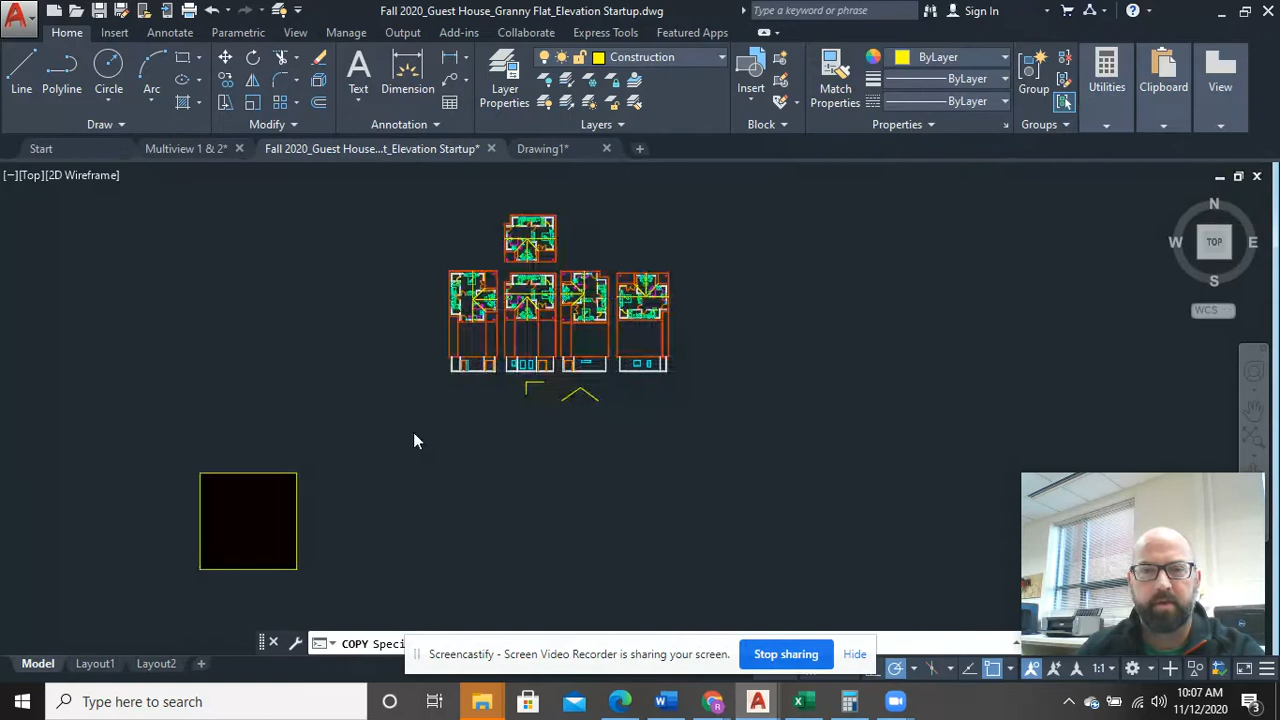 Fall 2020_Guest House_Granny Flat_Elevation Startup.dwg
Type a keyword or phrase
Sign In
Home Insert Annotate Parametric View Manage Output Add-ins Collaborate Express Tools Featured Apps
Construction
ByLayer
ByLayer
ByLayer
Line Polyline Circle Arc
Text Dimension
Layer Properties
Insert
Match Properties
Group
Utilities Clipboard View
Draw Modify Annotation Layers Block Properties Groups
Start Multiview 1 & 2* Fall 2020_Guest House...t_Elevation Startup* Drawing1*
[−][Top][2D Wireframe]
N
W TOP E
S
WCS
COPY Speci
Screencastify - Screen Video Recorder is sharing your screen. Stop sharing Hide
Model Layout1 Layout2
1:1
Type here to search
10:07 AM
11/12/2020
3